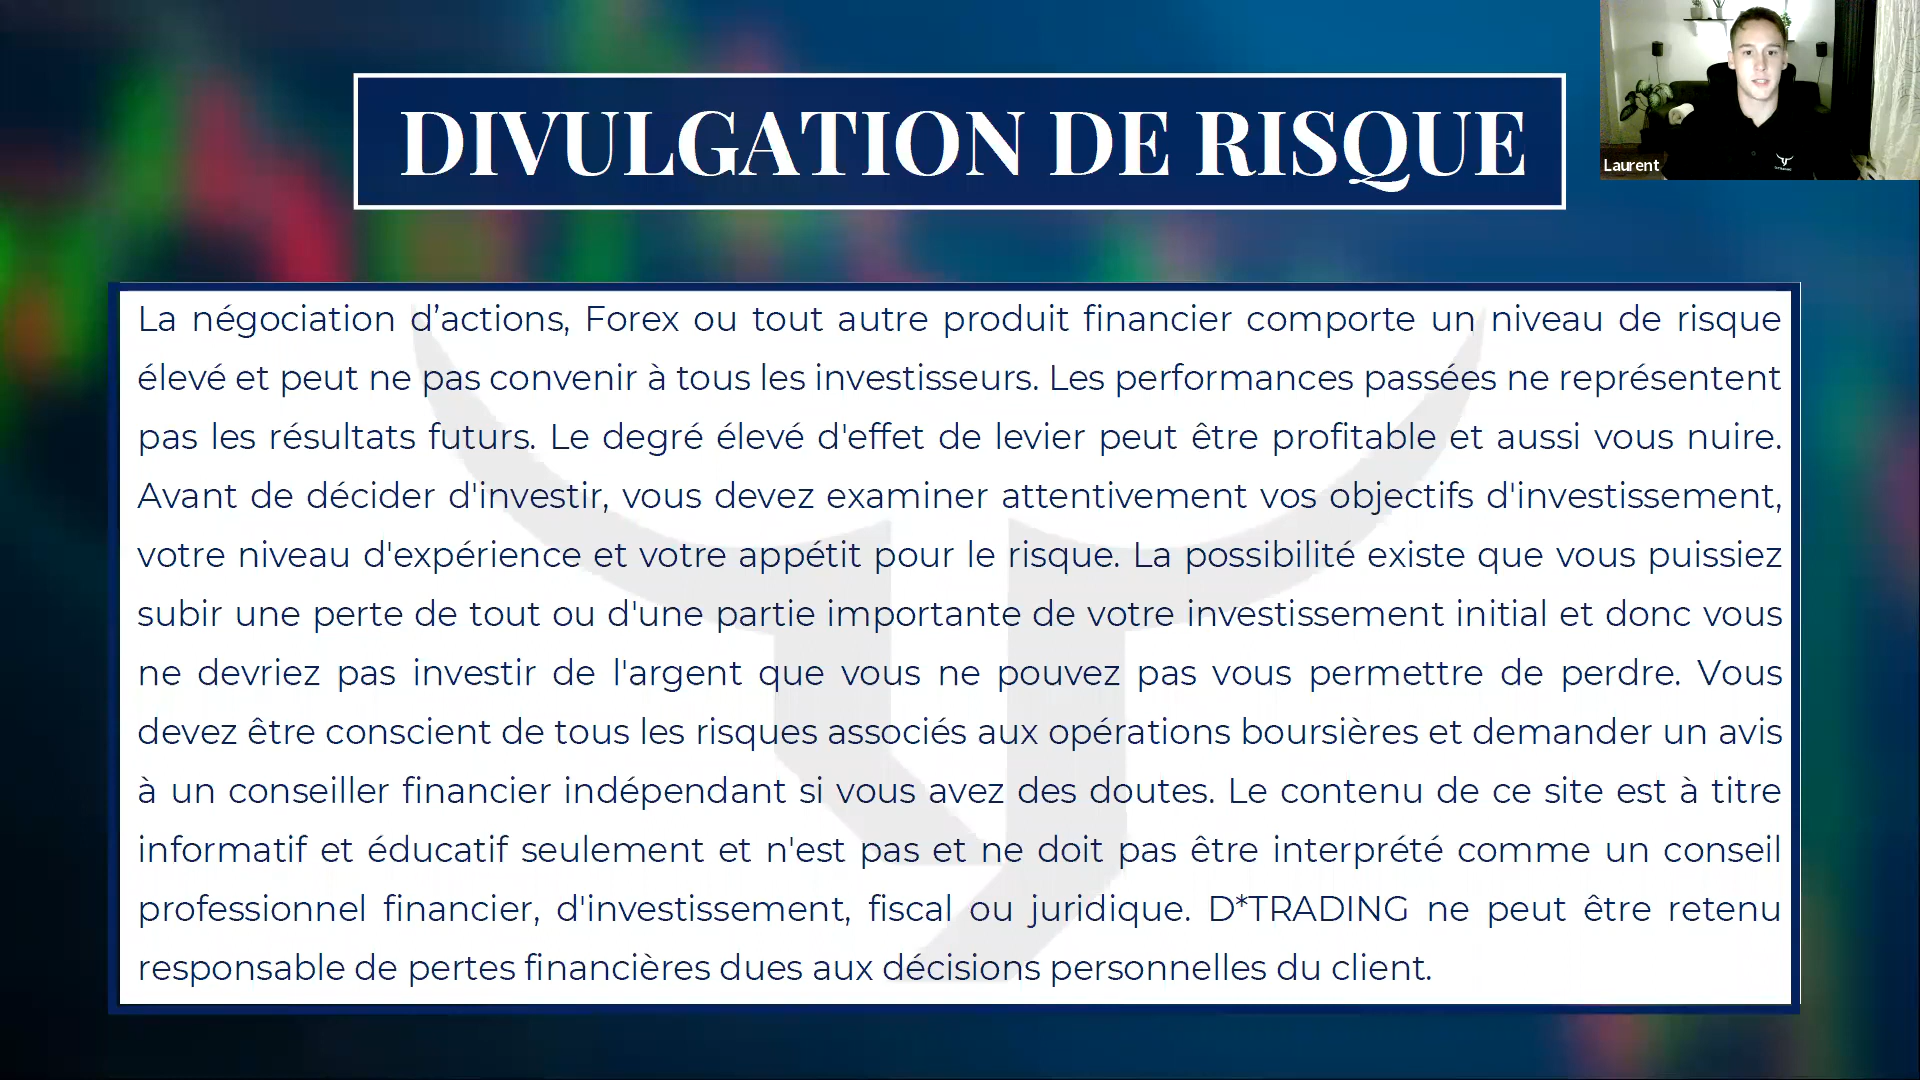 DIVULGATION DE RISQUE
Laurent
La négociation d’actions, Forex ou tout autre produit financier comporte un niveau de risque
élevé et peut ne pas convenir à tous les investisseurs. Les performances passées ne représentent
pas les résultats futurs. Le degré élevé d'effet de levier peut être profitable et aussi vous nuire.
Avant de décider d'investir, vous devez examiner attentivement vos objectifs d'investissement,
votre niveau d'expérience et votre appétit pour le risque. La possibilité existe que vous puissiez
subir une perte de tout ou d'une partie importante de votre investissement initial et donc vous
ne devriez pas investir de l'argent que vous ne pouvez pas vous permettre de perdre. Vous
devez être conscient de tous les risques associés aux opérations boursières et demander un avis
à un conseiller financier indépendant si vous avez des doutes. Le contenu de ce site est à titre
informatif et éducatif seulement et n'est pas et ne doit pas être interprété comme un conseil
professionnel financier, d'investissement, fiscal ou juridique. D*TRADING ne peut être retenu
responsable de pertes financières dues aux décisions personnelles du client.